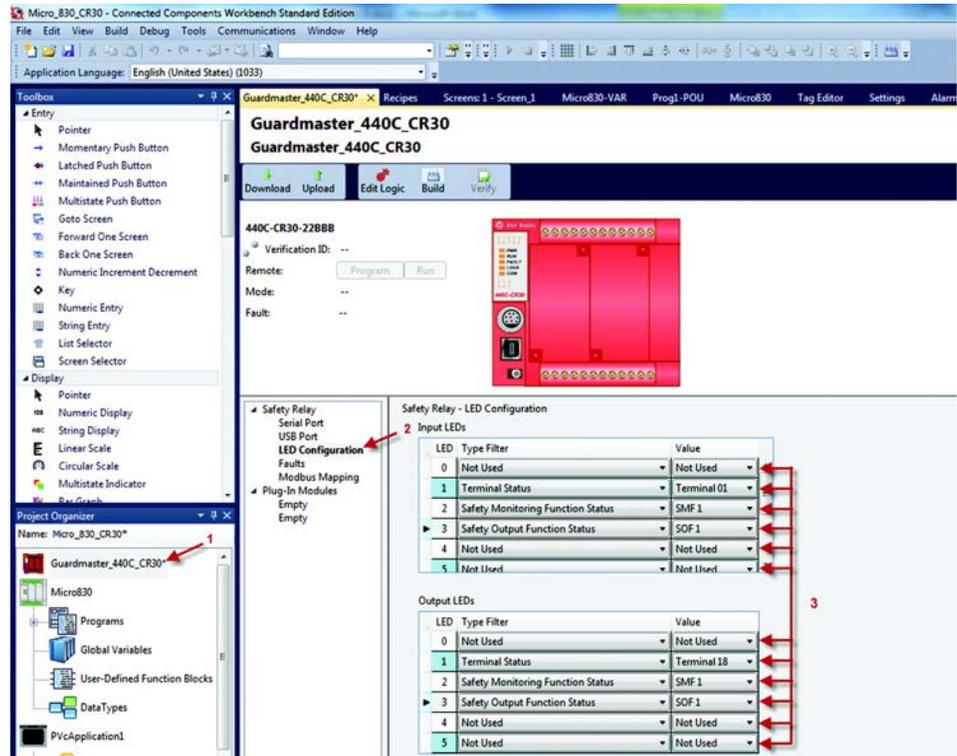 Micro_830_CR30 - Connected Components Workbench Standard Edition
File Edit View Build Debug Tools Communications Window Help
Application Language: English (United States) (1033)
Toolbox
Guardmaster_440C_CR30* Recipes Screens: 1 - Screen_1 Micro830-VAR Prog1-POU Micro830 Tag Editor Settings Alarm
Entry
Pointer
Momentary Push Button
Latched Push Button
Maintained Push Button
Multistate Push Button
Goto Screen
Forward One Screen
Back One Screen
Numeric Increment Decrement
Key
Numeric Entry
String Entry
List Selector
Screen Selector
Display
Pointer
Numeric Display
String Display
Linear Scale
Circular Scale
Multistate Indicator
Bar Graph
Guardmaster_440C_CR30
Guardmaster_440C_CR30
Download Upload Edit Logic Build Verify
440C-CR30-22BBB
Verification ID: --
Remote: Program Run
Mode: --
Fault: --
PWR
RUN
FAULT
LOCK
COM
440C-CR30
Safety Relay
Serial Port
USB Port
LED Configuration
Faults
Modbus Mapping
Plug-In Modules
Empty
Empty
2
Safety Relay - LED Configuration
Input LEDs
LED Type Filter Value
0 Not Used Not Used
1 Terminal Status Terminal 01
2 Safety Monitoring Function Status SMF 1
3 Safety Output Function Status SOF 1
4 Not Used Not Used
5 Not Used Not Used
3
Output LEDs
LED Type Filter Value
0 Not Used Not Used
1 Terminal Status Terminal 18
2 Safety Monitoring Function Status SMF 1
3 Safety Output Function Status SOF 1
4 Not Used Not Used
5 Not Used Not Used
Project Organizer
Name: Micro_830_CR30*
1
Guardmaster_440C_CR30*
Micro830
Programs
Global Variables
User-Defined Function Blocks
DataTypes
PVcApplication1